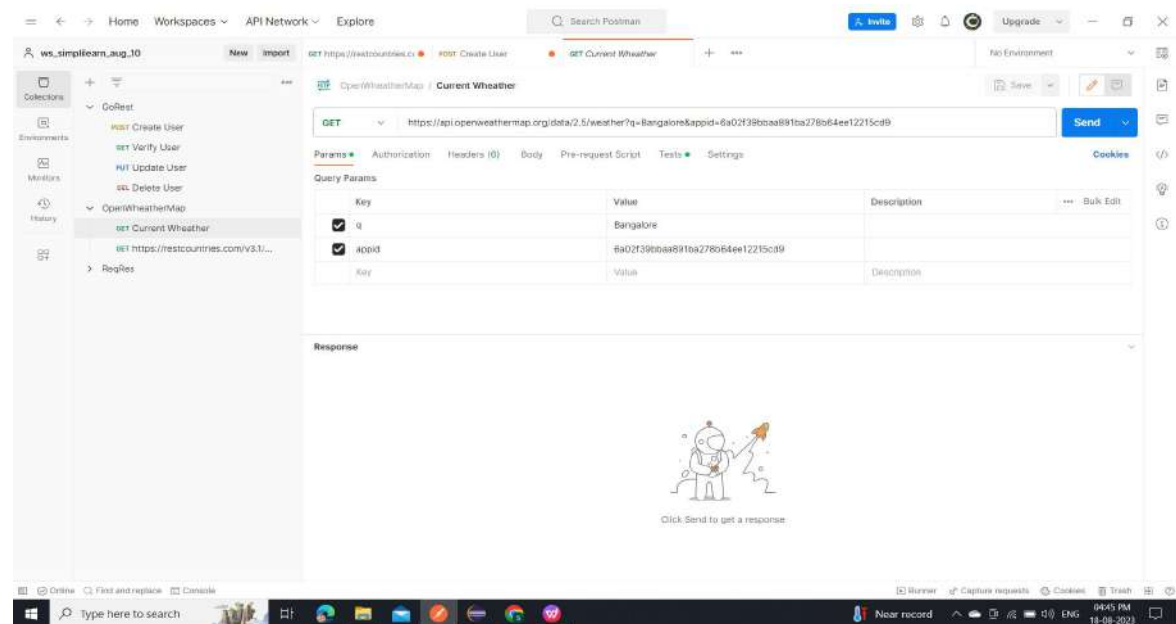 Home Workspaces API Network Explore Search Postman Invite Upgrade
ws_simplilearn_aug_10 New Import GET https://restcountries.co POST Create User GET Current Wheather + No Environment
Collections
Environments
Monitors
History
GoRest
POST Create User
GET Verify User
PUT Update User
DEL Delete User
OpenWheatherMap
GET Current Wheather
GET https://restcountries.com/v3.1/...
ReqRes
OpenWheatherMap / Current Wheather Save
GET https://api.openweathermap.org/data/2.5/weather?q=Bangalore&appid=6a02f39bbaa891ba278b64ee12215cd9 Send
Params Authorization Headers (6) Body Pre-request Script Tests Settings Cookies
Query Params
Key Value Description Bulk Edit
q Bangalore
appid 6a02f39bbaa891ba278b64ee12215cd9
Key Value Description
Response
Click Send to get a response
Online Find and replace Console Runner Capture requests Cookies Trash
Type here to search Near record ENG 04:45 PM
18-08-2023